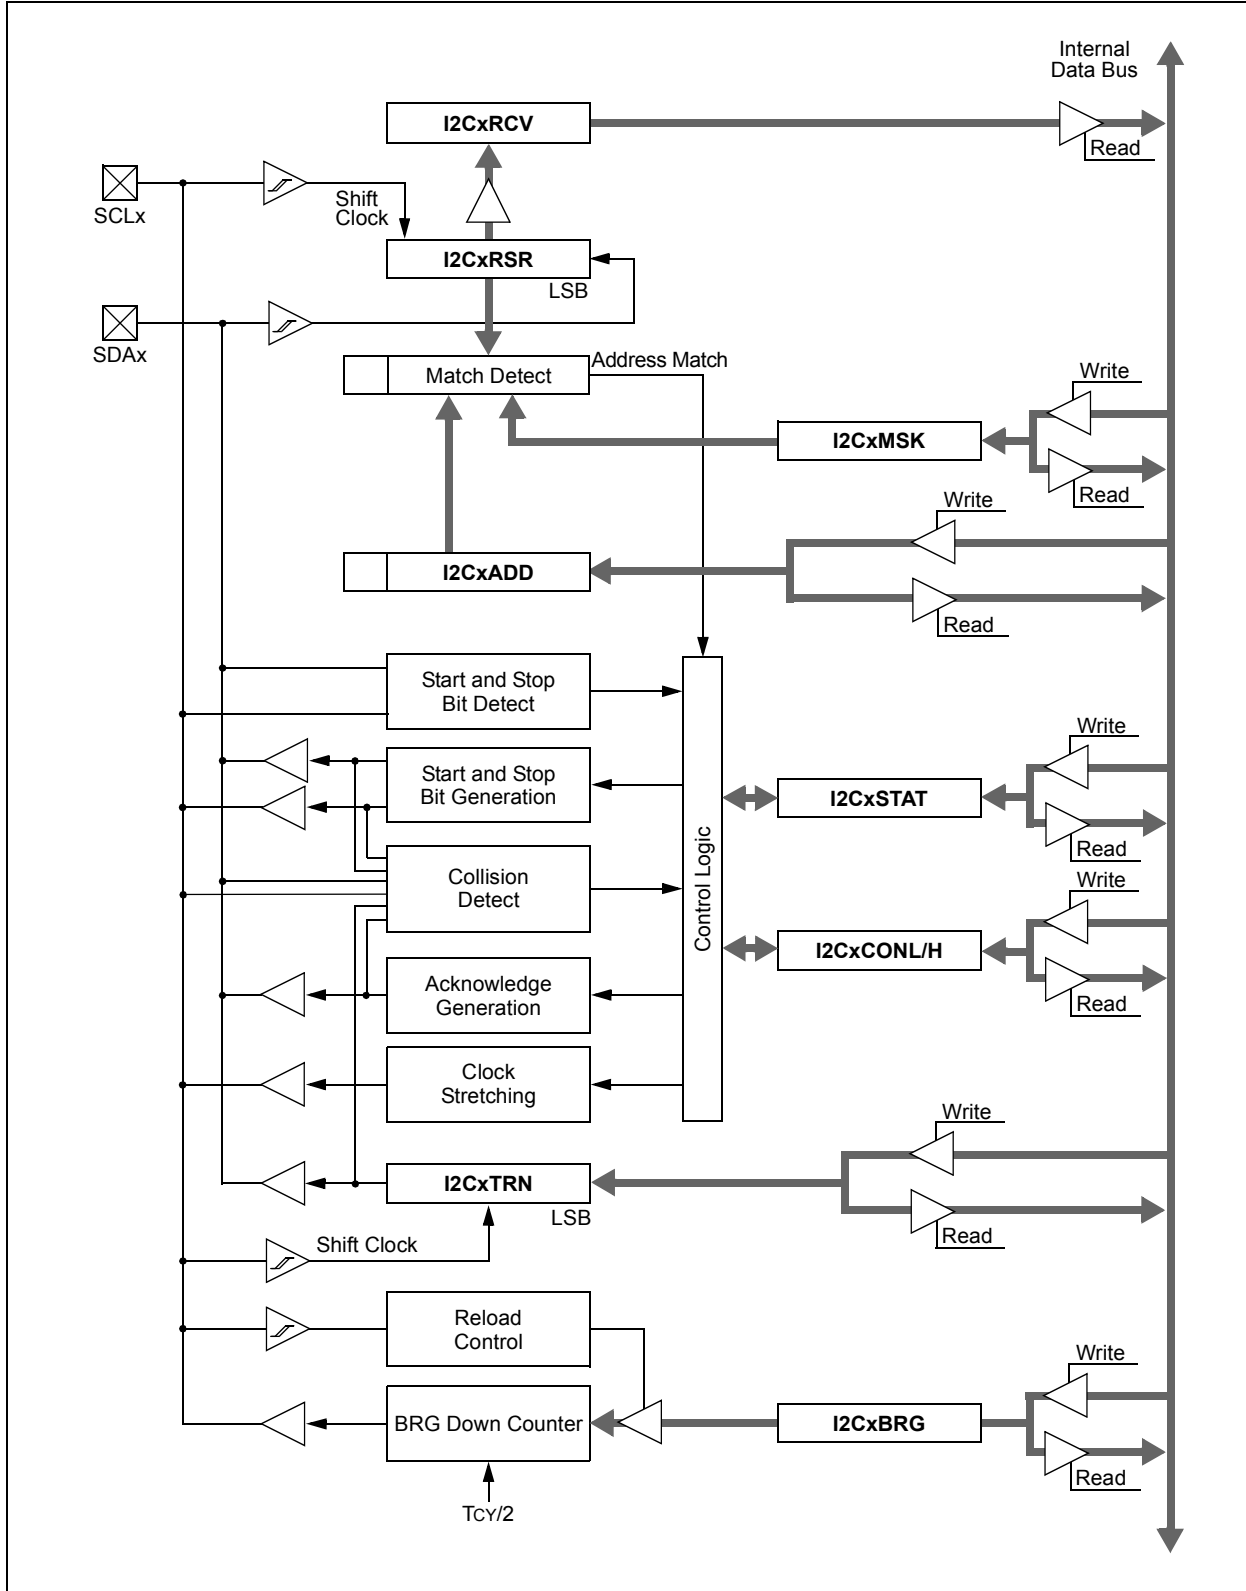 Internal
Data Bus
I2CxRCV
Read
SCLx
Shift
Clock
I2CxRSR
LSB
SDAx
Address Match
Match Detect
Write
I2CxMSK
Read
Write
I2CxADD
Read
Start and Stop
Bit Detect
Write
Start and Stop
Bit Generation
I2CxSTAT
Read
Control Logic
Collision
Detect
Write
I2CxCONL/H
Read
Acknowledge
Generation
Clock
Stretching
Write
I2CxTRN
LSB
Read
Shift Clock
Reload
Control
Write
BRG Down Counter
I2CxBRG
Read
TCY/2